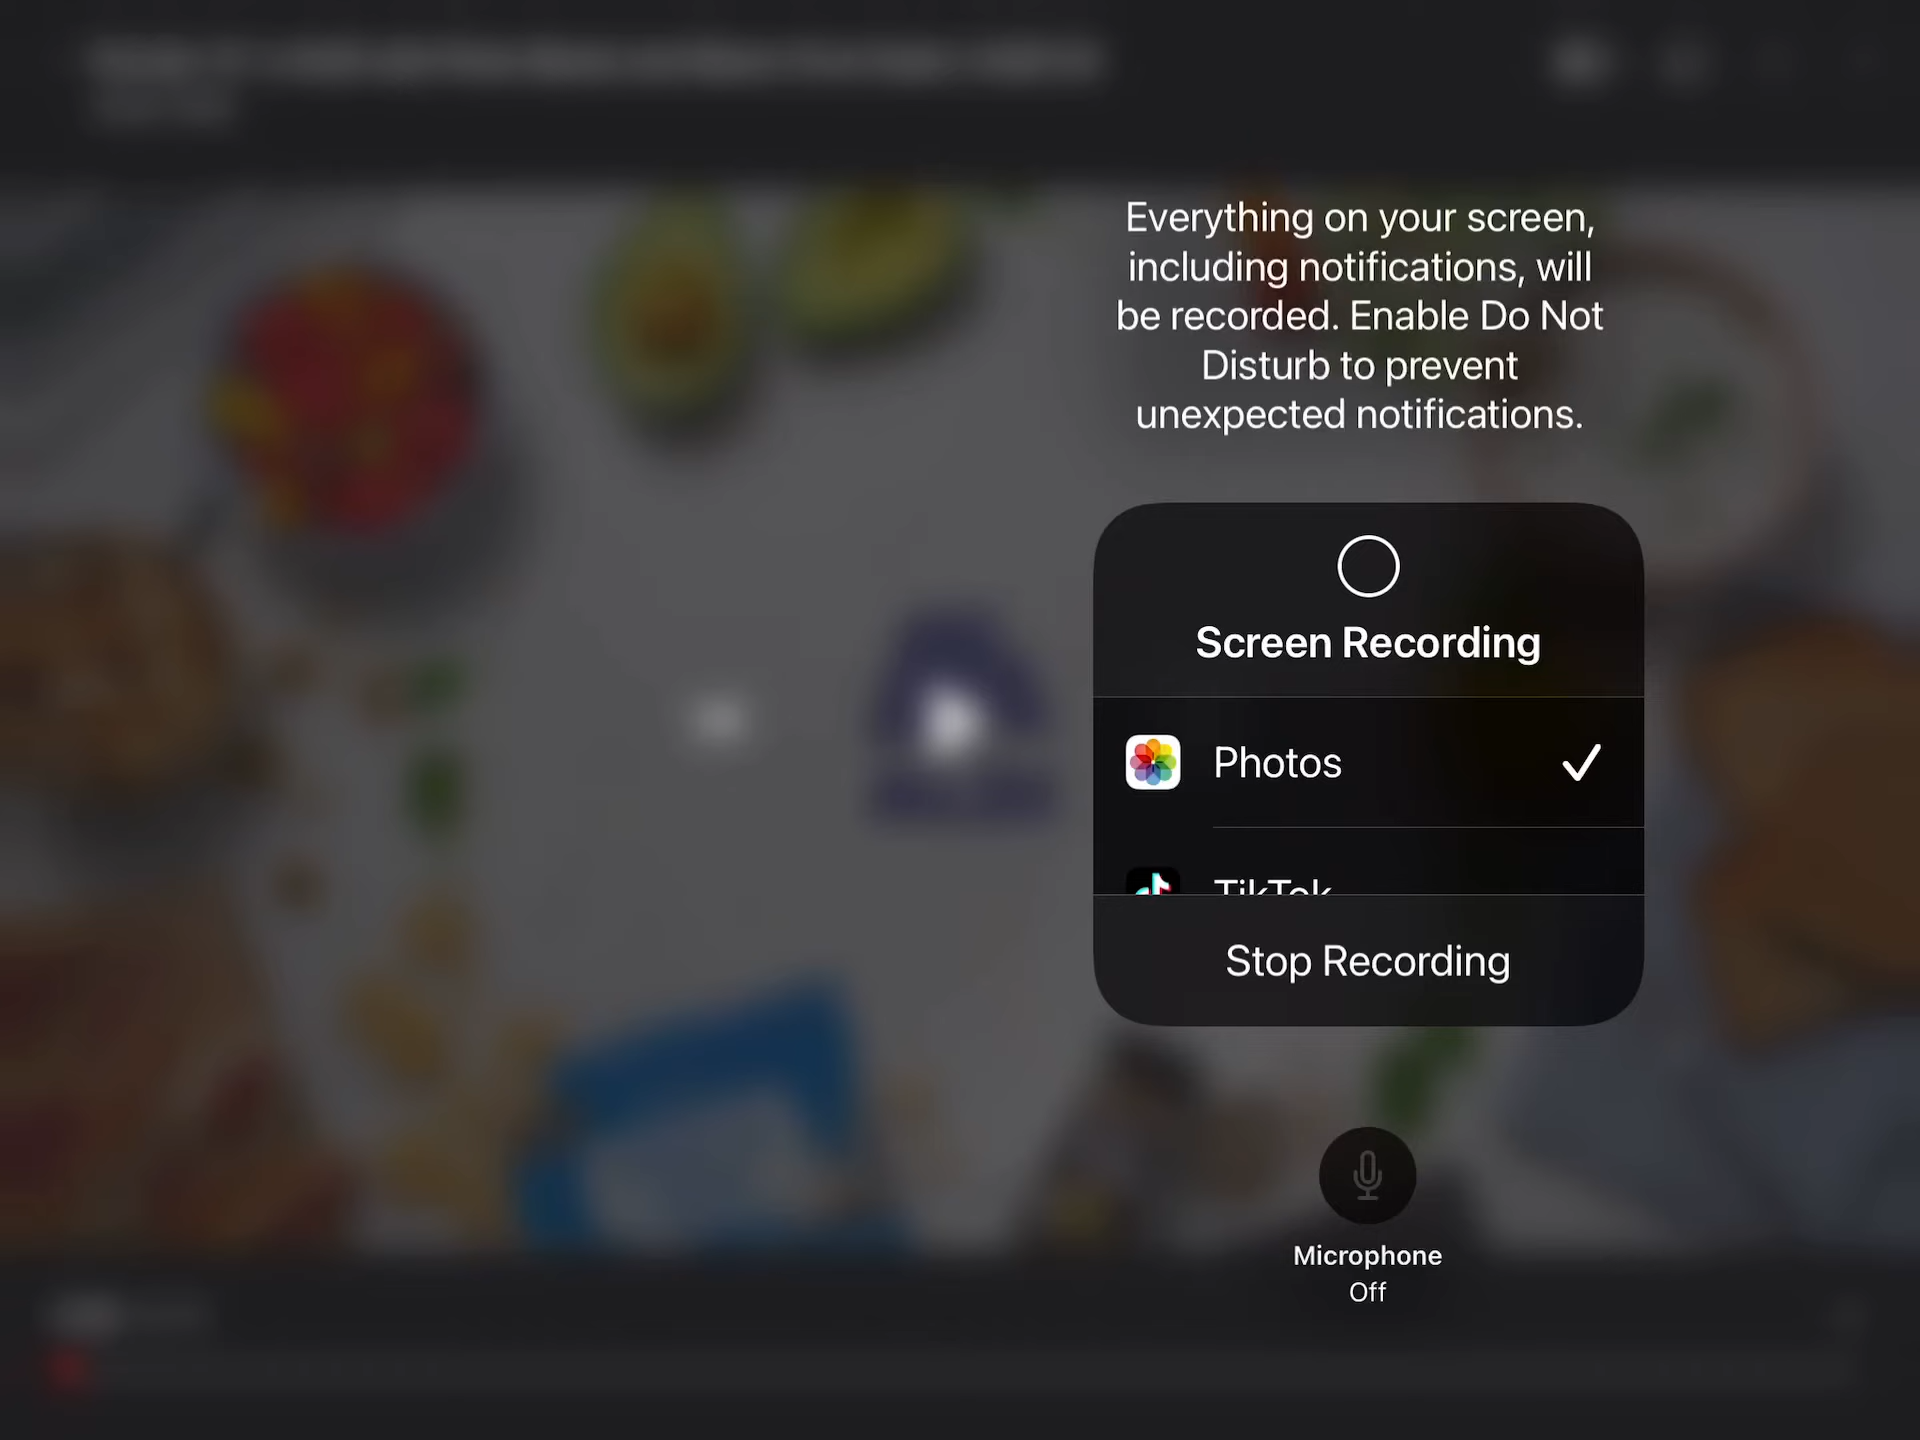 Everything on your screen,
including notifications, will
be recorded. Enable Do Not
Disturb to prevent
unexpected notifications.
Screen Recording
Photos
TikTok
Stop Recording
Microphone
Off